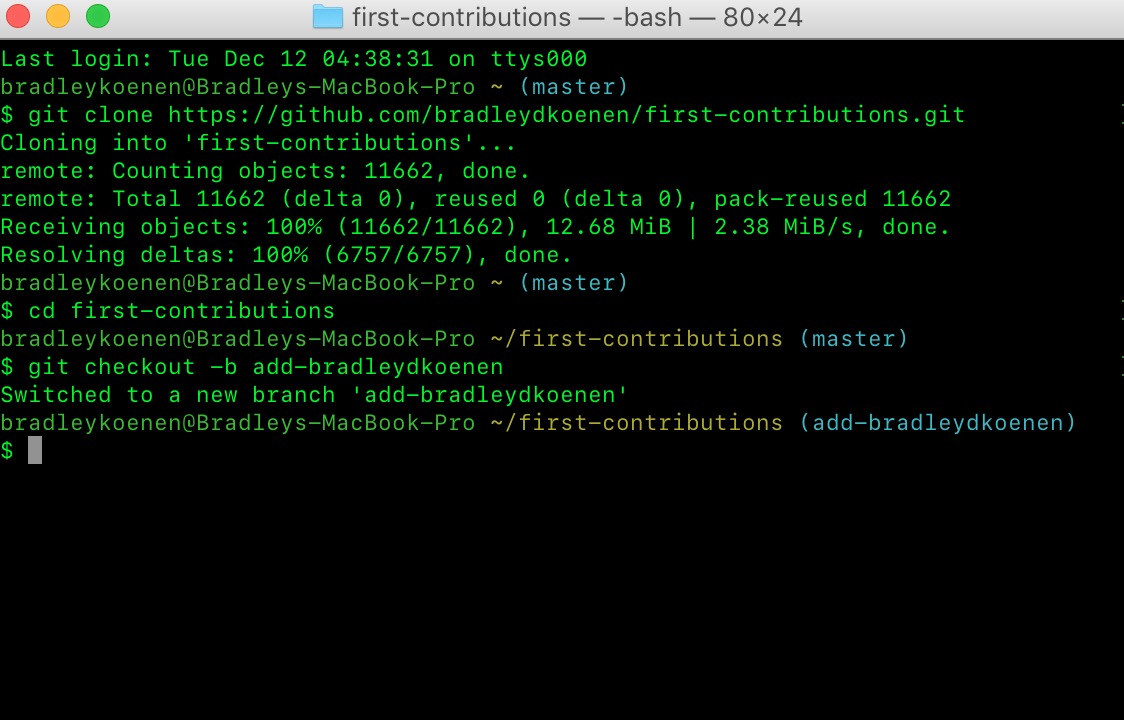 first-contributions — -bash — 80×24
Last login: Tue Dec 12 04:38:31 on ttys000
bradleykoenen@Bradleys-MacBook-Pro ~ (master)
$ git clone https://github.com/bradleydkoenen/first-contributions.git
Cloning into 'first-contributions'...
remote: Counting objects: 11662, done.
remote: Total 11662 (delta 0), reused 0 (delta 0), pack-reused 11662
Receiving objects: 100% (11662/11662), 12.68 MiB | 2.38 MiB/s, done.
Resolving deltas: 100% (6757/6757), done.
bradleykoenen@Bradleys-MacBook-Pro ~ (master)
$ cd first-contributions
bradleykoenen@Bradleys-MacBook-Pro ~/first-contributions (master)
$ git checkout -b add-bradleydkoenen
Switched to a new branch 'add-bradleydkoenen'
bradleykoenen@Bradleys-MacBook-Pro ~/first-contributions (add-bradleydkoenen)
$